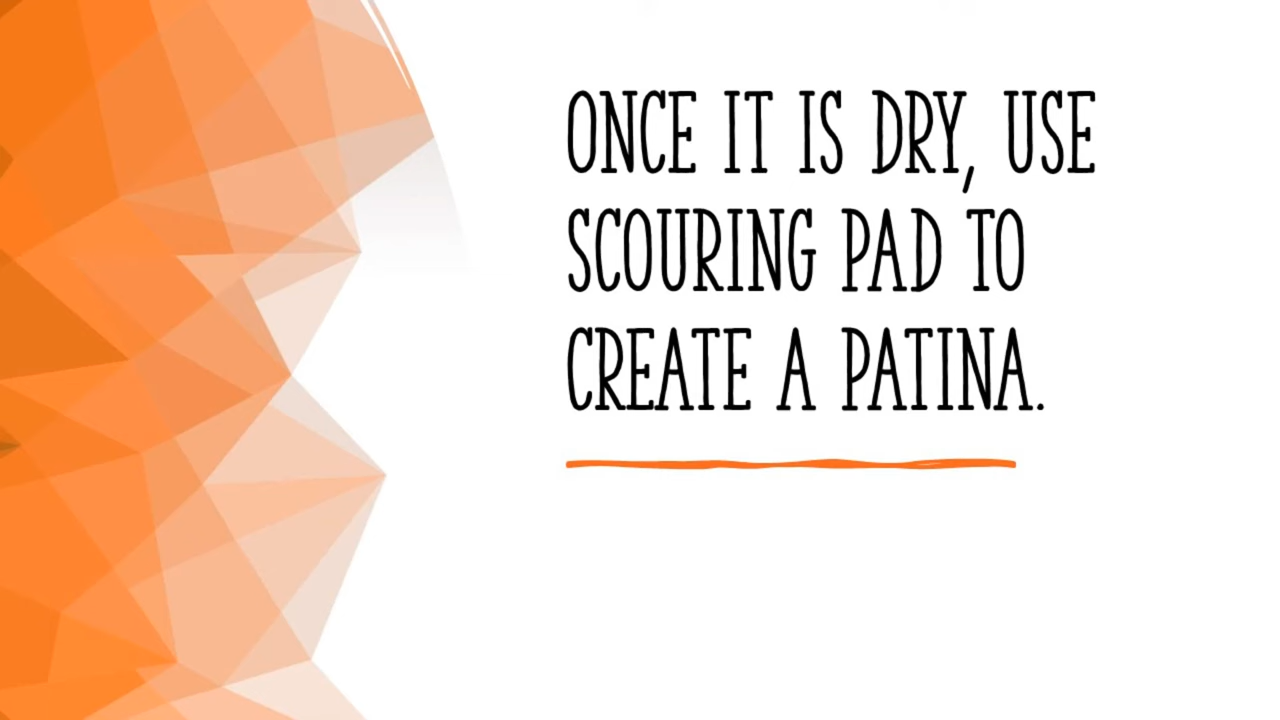 ONCE IT IS DRY, USE
SCOURING PAD TO
CREATE A PATINA.